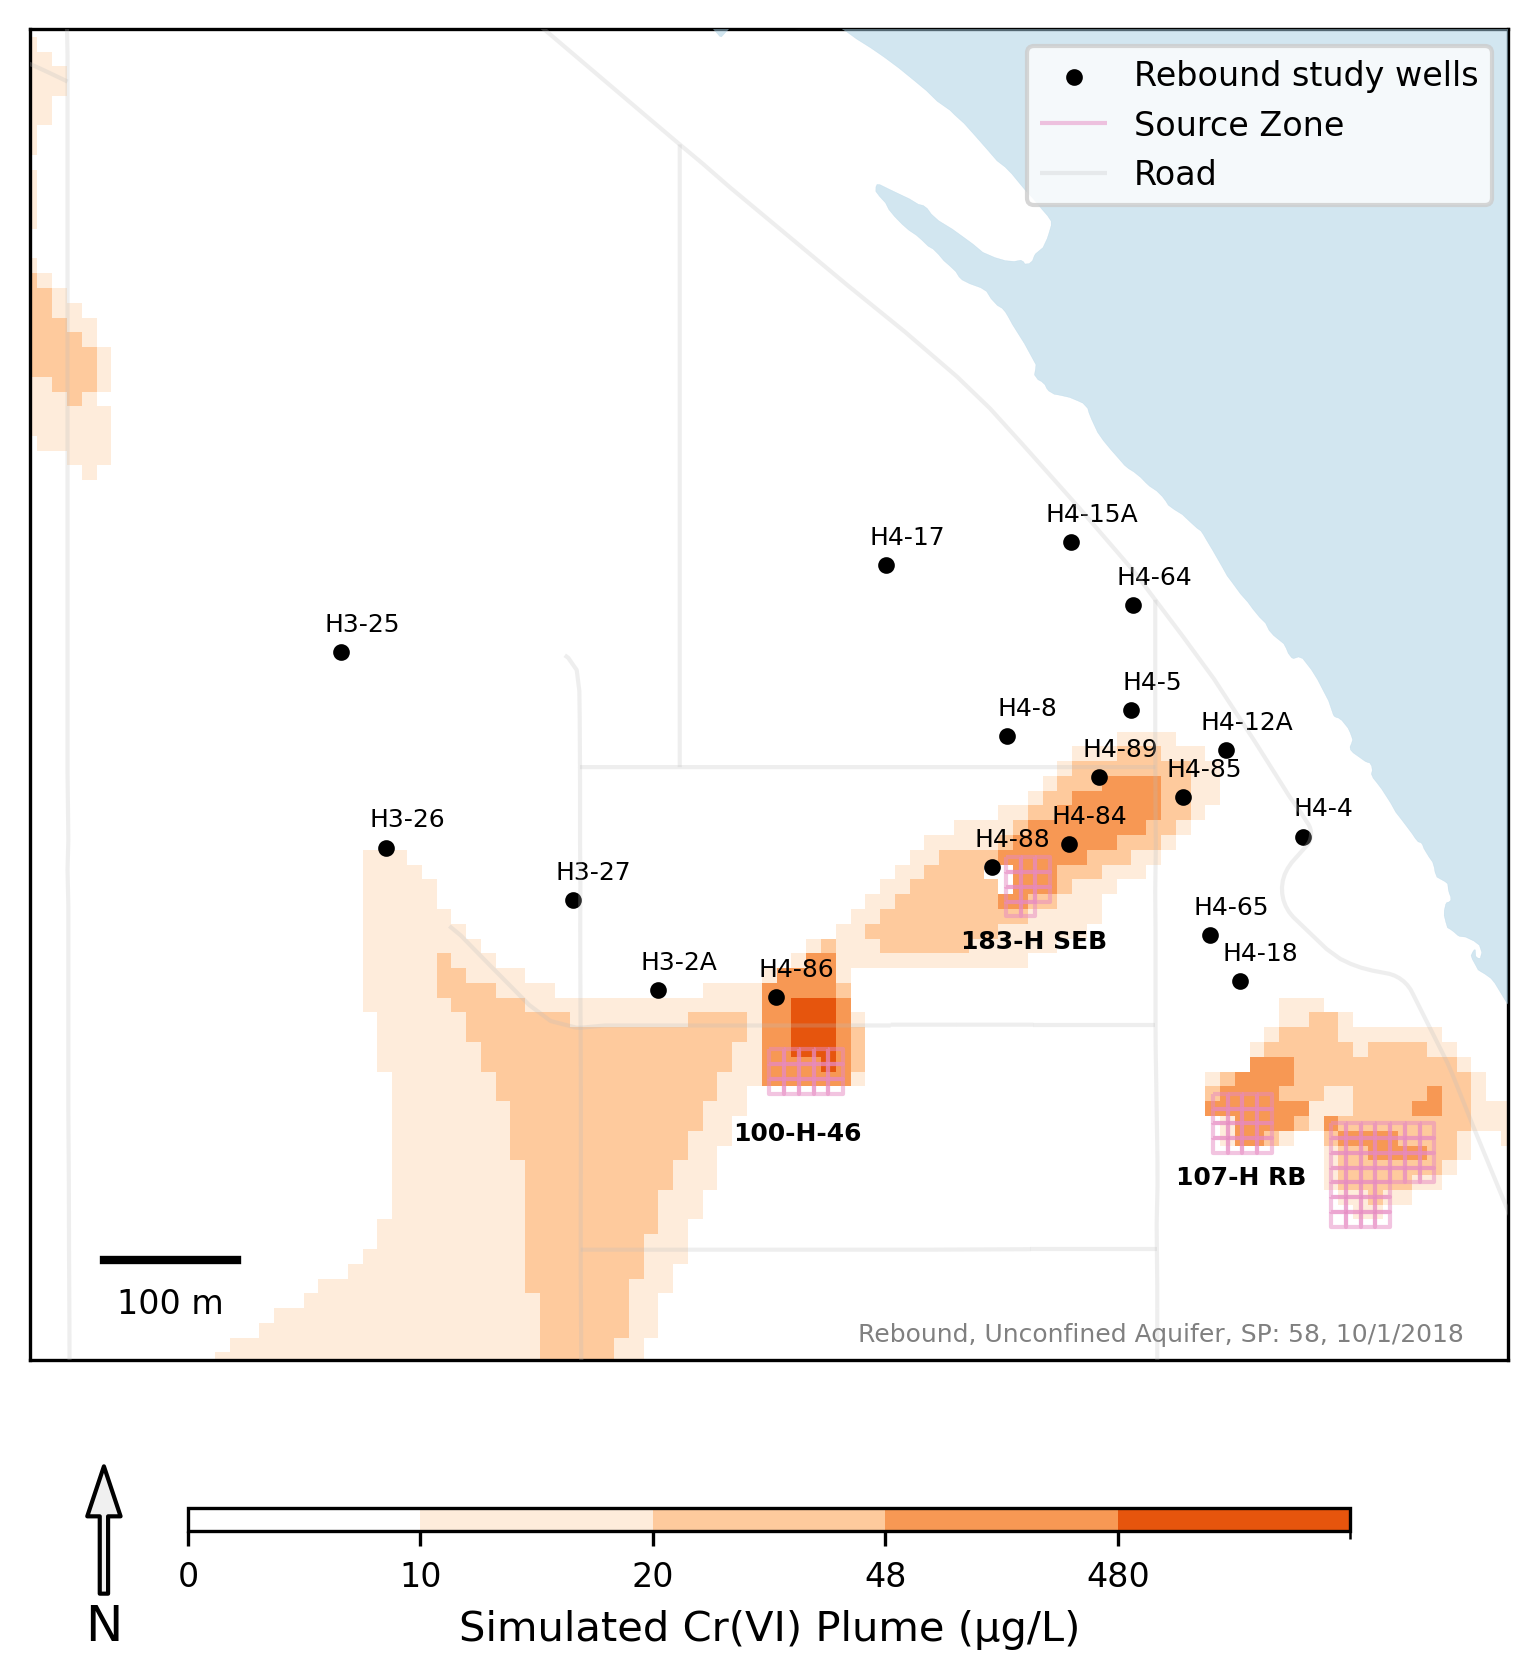 Rebound study wells
Source Zone
Road
H4-15A
H4-17
H4-64
H3-25
H4-5
H4-8
H4-12A
H4-89
H4-85
H4-4
H3-26
H4-84
H4-88
H3-27
H4-65
183-H SEB
H4-18
H3-2A
H4-86
100-H-46
107-H RB
100 m
Rebound, Unconfined Aquifer, SP: 58, 10/1/2018
0 10 20 48 480
N
Simulated Cr(VI) Plume (μg/L)